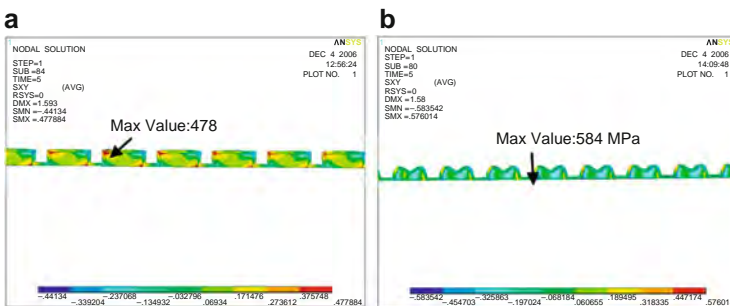 a
1
ANSYS
NODAL SOLUTION
DEC 4 2006
12:56:24
PLOT NO. 1
STEP=1
SUB =84
TIME=5
SXY (AVG)
RSYS=0
DMX =1.593
SMN =-.44134
SMX =.477884
Max Value:478
-.44134 -.237068 -.032796 .171476 .375748
-.339204 -.134932 .06934 .273612 .477884
b
1
ANSYS
NODAL SOLUTION
DEC 4 2006
14:09:48
PLOT NO. 1
STEP=1
SUB =80
TIME=5
SXY (AVG)
RSYS=0
DMX =1.58
SMN =-.583542
SMX =.576014
Max Value:584 MPa
-.583542 -.325863 -.068184 .189495 .447174
-.454703 -.197024 .060655 .318335 .57601